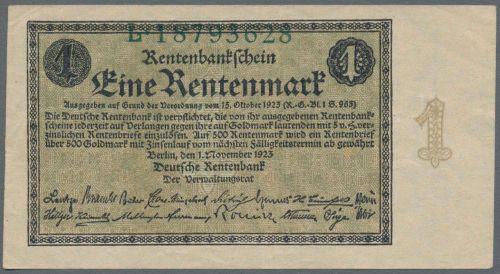 L·18793628
1
Rentenbankschein
1
Eine Rentenmark
Ausgegeben auf Grund der Verordnung vom 15. Oktober 1923 (R.-G.-Bl. I S. 963)
Die Deutsche Rentenbank ist verpflichtet, die von ihr ausgegebenen Rentenbank-
scheine jederzeit auf Verlangen gegen ihre auf Goldmark lautenden mit 5 v. H. ver-
zinslichen Rentenbriefe einzulösen. Auf 500 Rentenmark wird ein Rentenbrief
über 500 Goldmark mit Zinsenlauf vom nächsten Fälligkeitstermin ab gewährt
Berlin, den 1. November 1923
Deutsche Rentenbank
Der Verwaltungsrat
1